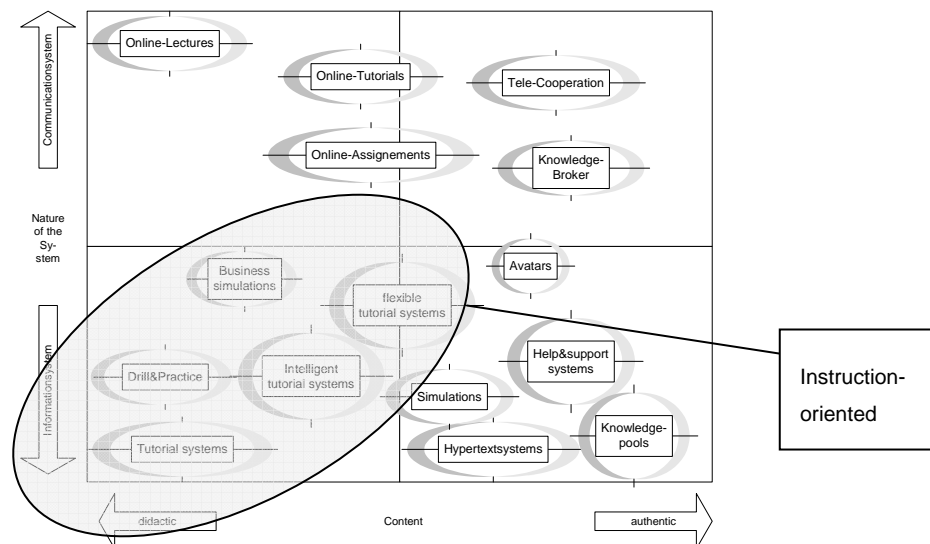 Communicationsystem
Nature
of the
Sy-
stem
Informationsystem
Online-Lectures
Online-Tutorials
Tele-Cooperation
Online-Assignements
Knowledge-
Broker
Business
simulations
Avatars
flexible
tutorial systems
Drill&Practice
Intelligent
tutorial systems
Help&support
systems
Simulations
Tutorial systems
Hypertextsystems
Knowledge-
pools
Instruction-
oriented
didactic
Content
authentic